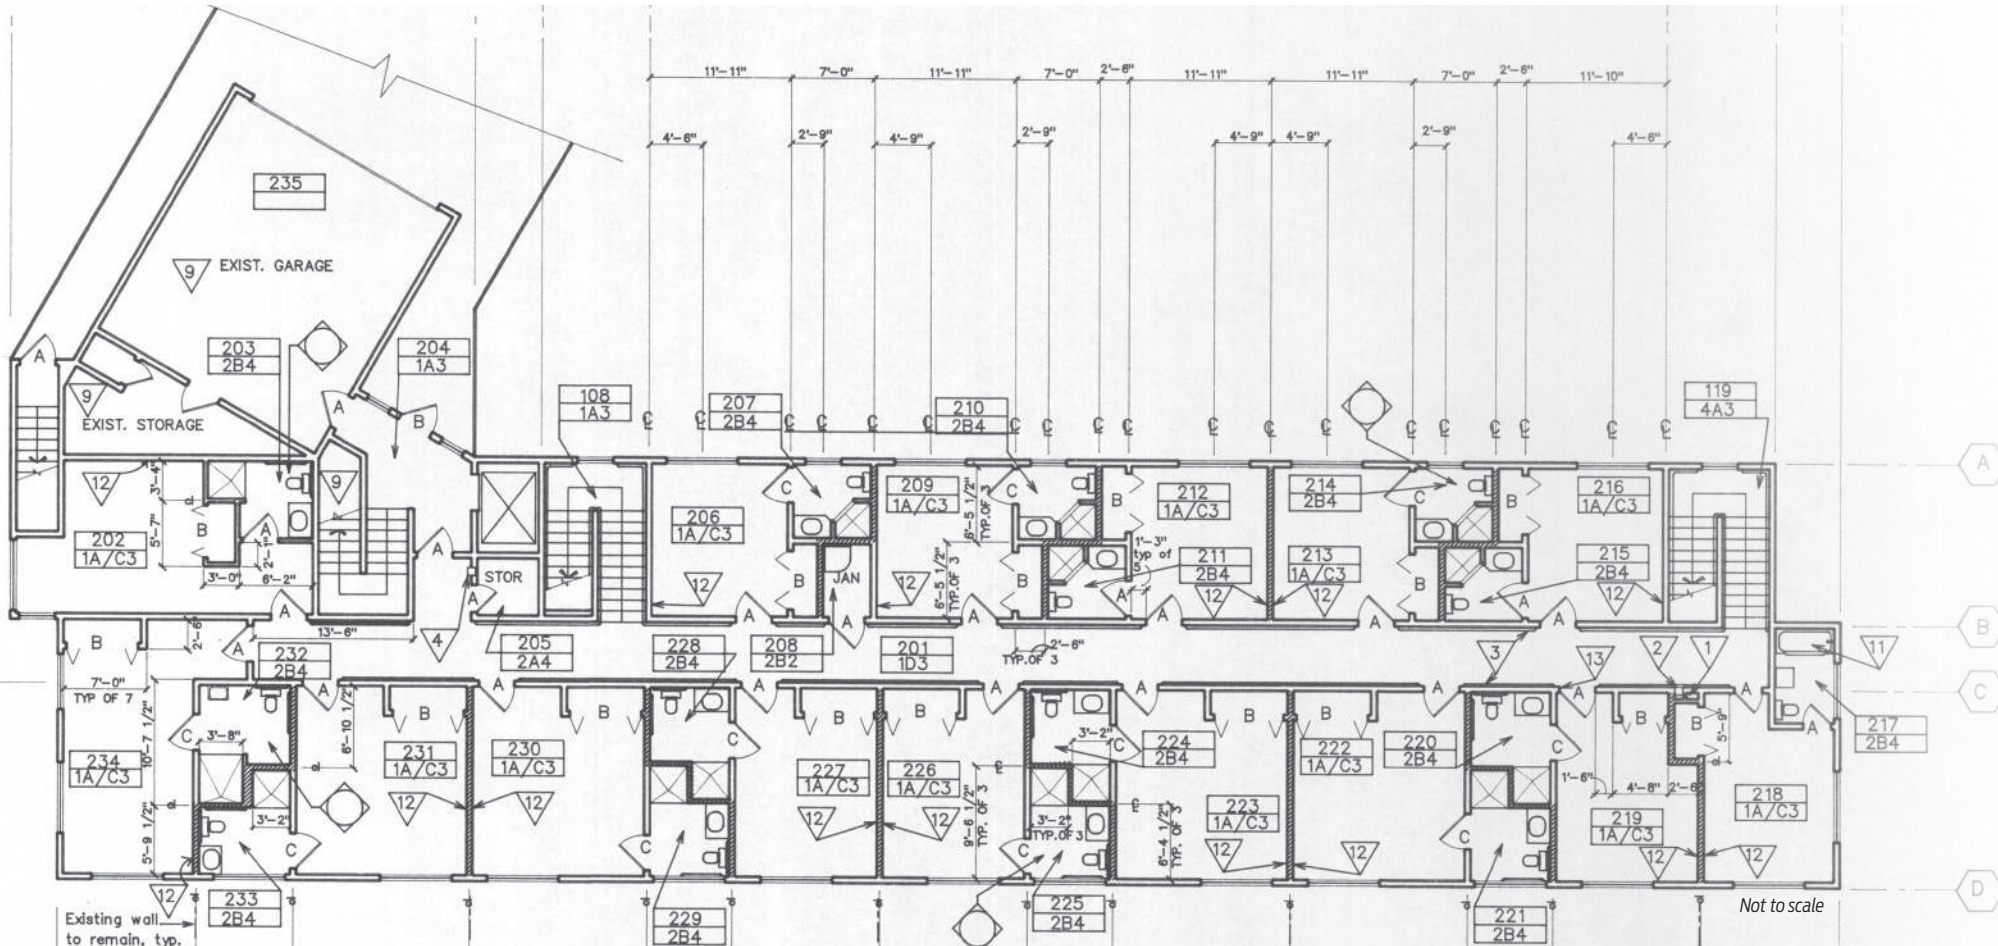 11'-11"
7'-0"
11'-11"
7'-0"
2'-6"
11'-11"
11'-11"
7'-0"
2'-6"
11'-10"
4'-6"
2'-9"
4'-9"
2'-9"
4'-9"
4'-9"
2'-9"
4'-6"
235
9
EXIST. GARAGE
203
2B4
204
1A3
A
A
B
9
EXIST. STORAGE
108
1A3
207
2B4
210
2B4
119
4A3
A
12
3'-4"
5'-7"
B
A
2'-1"
202
1A/C3
3'-0"
6'-2"
9
A
A
STOR
A
206
1A/C3
12
C
B
JAN
209
1A/C3
12
6'-5 1/2"
TYP.OF 3
6'-5 1/2"
TYP.OF 3
C
B
B
212
1A/C3
1'-3"
typ of
5
211
2B4
A
12
214
2B4
213
1A/C3
12
C
B
B
216
1A/C3
215
2B4
A
12
B
2'-6"
A
13'-6"
4
A
A
A
A
A
A
B
232
2B4
205
2A4
228
2B4
208
2B2
201
1D3
2'-6"
TYP.OF 3
3
13
2
1
11
B
7'-0"
TYP OF 7
A
A
A
A
A
A
A
A
A
C
C
3'-8"
10'-7 1/2"
5'-9 1/2"
234
1A/C3
3'-2"
C
6'-10 1/2"
B
231
1A/C3
12
230
1A/C3
12
B
C
C
B
227
1A/C3
12
B
226
1A/C3
12
9'-6 1/2"
TYP. OF 3
3'-2"
C
3'-2"
TYP.OF 3
C
224
2B4
6'-4 1/2"
TYP. OF 3
B
223
1A/C3
12
B
222
1A/C3
12
220
2B4
C
C
1'-6"
4'-8"
2'-6"
B
B
5'-9"
219
1A/C3
12
218
1A/C3
12
217
2B4
12
233
2B4
229
2B4
225
2B4
221
2B4
Not to scale
D
Existing wall
to remain, typ.